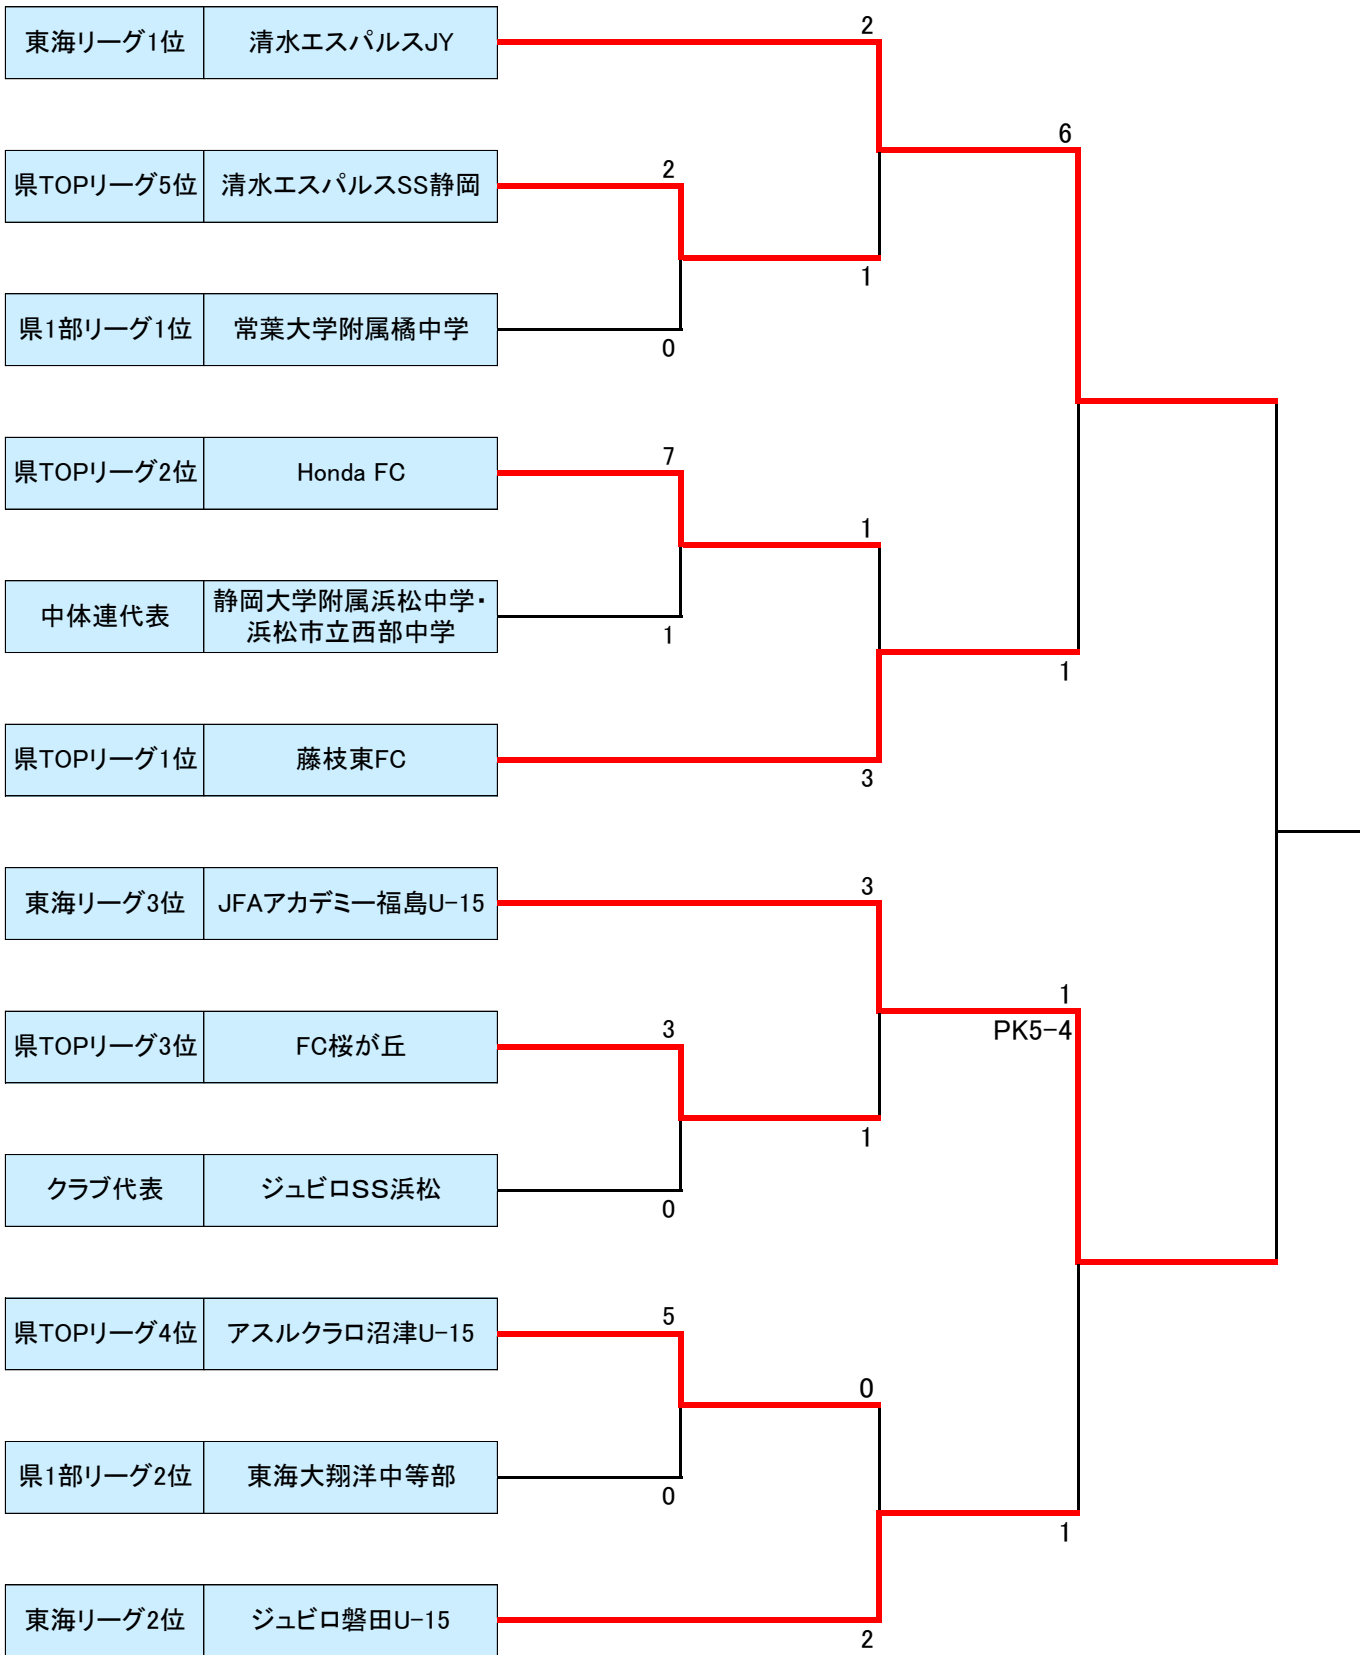 東海リーグ1位 清水エスパルスJY
2
6
県TOPリーグ5位 清水エスパルスSS静岡
2
1
県1部リーグ1位 常葉大学附属橘中学
0
県TOPリーグ2位 Honda FC
7
1
中体連代表 静岡大学附属浜松中学・
浜松市立西部中学
1
1
県TOPリーグ1位 藤枝東FC
3
東海リーグ3位 JFAアカデミー福島U-15
3
1
PK5-4
県TOPリーグ3位 FC桜が丘
3
1
クラブ代表 ジュビロSS浜松
0
県TOPリーグ4位 アスルクラロ沼津U-15
5
0
県1部リーグ2位 東海大翔洋中等部
0
1
東海リーグ2位 ジュビロ磐田U-15
2